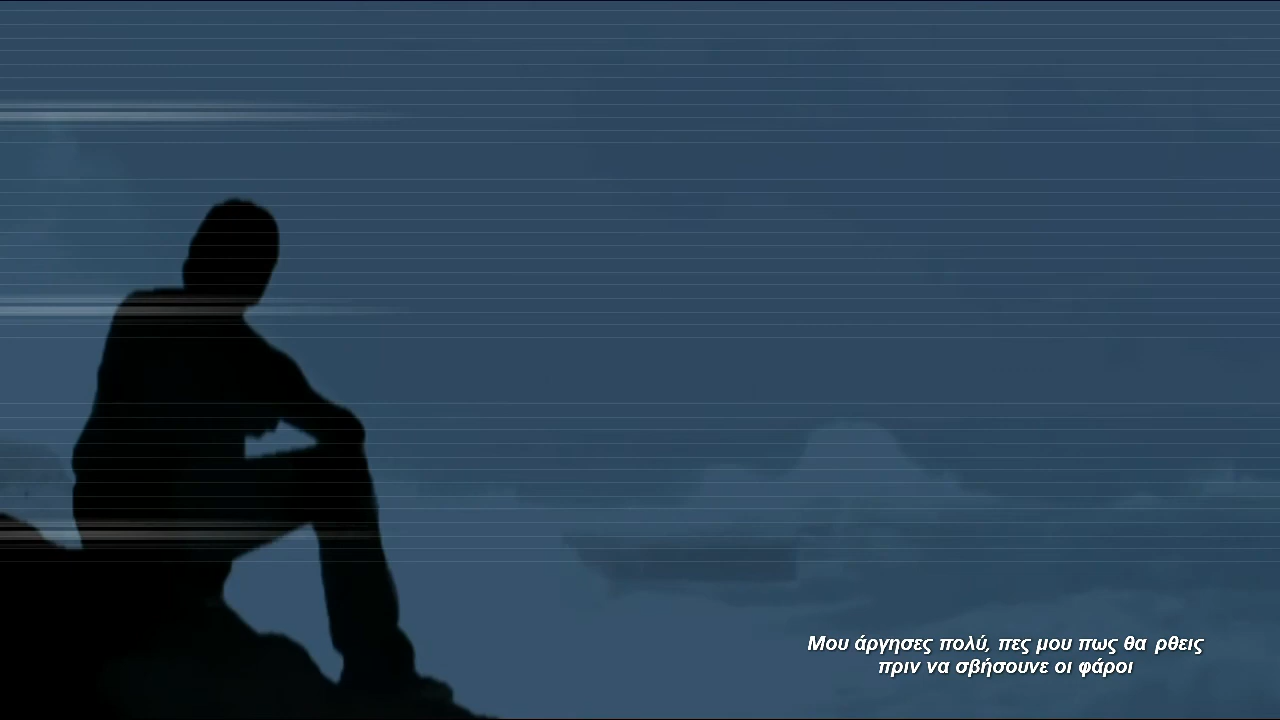 Μου άργησες πολύ, πες μου πως θα ρθεις
πριν να σβήσουνε οι φάροι